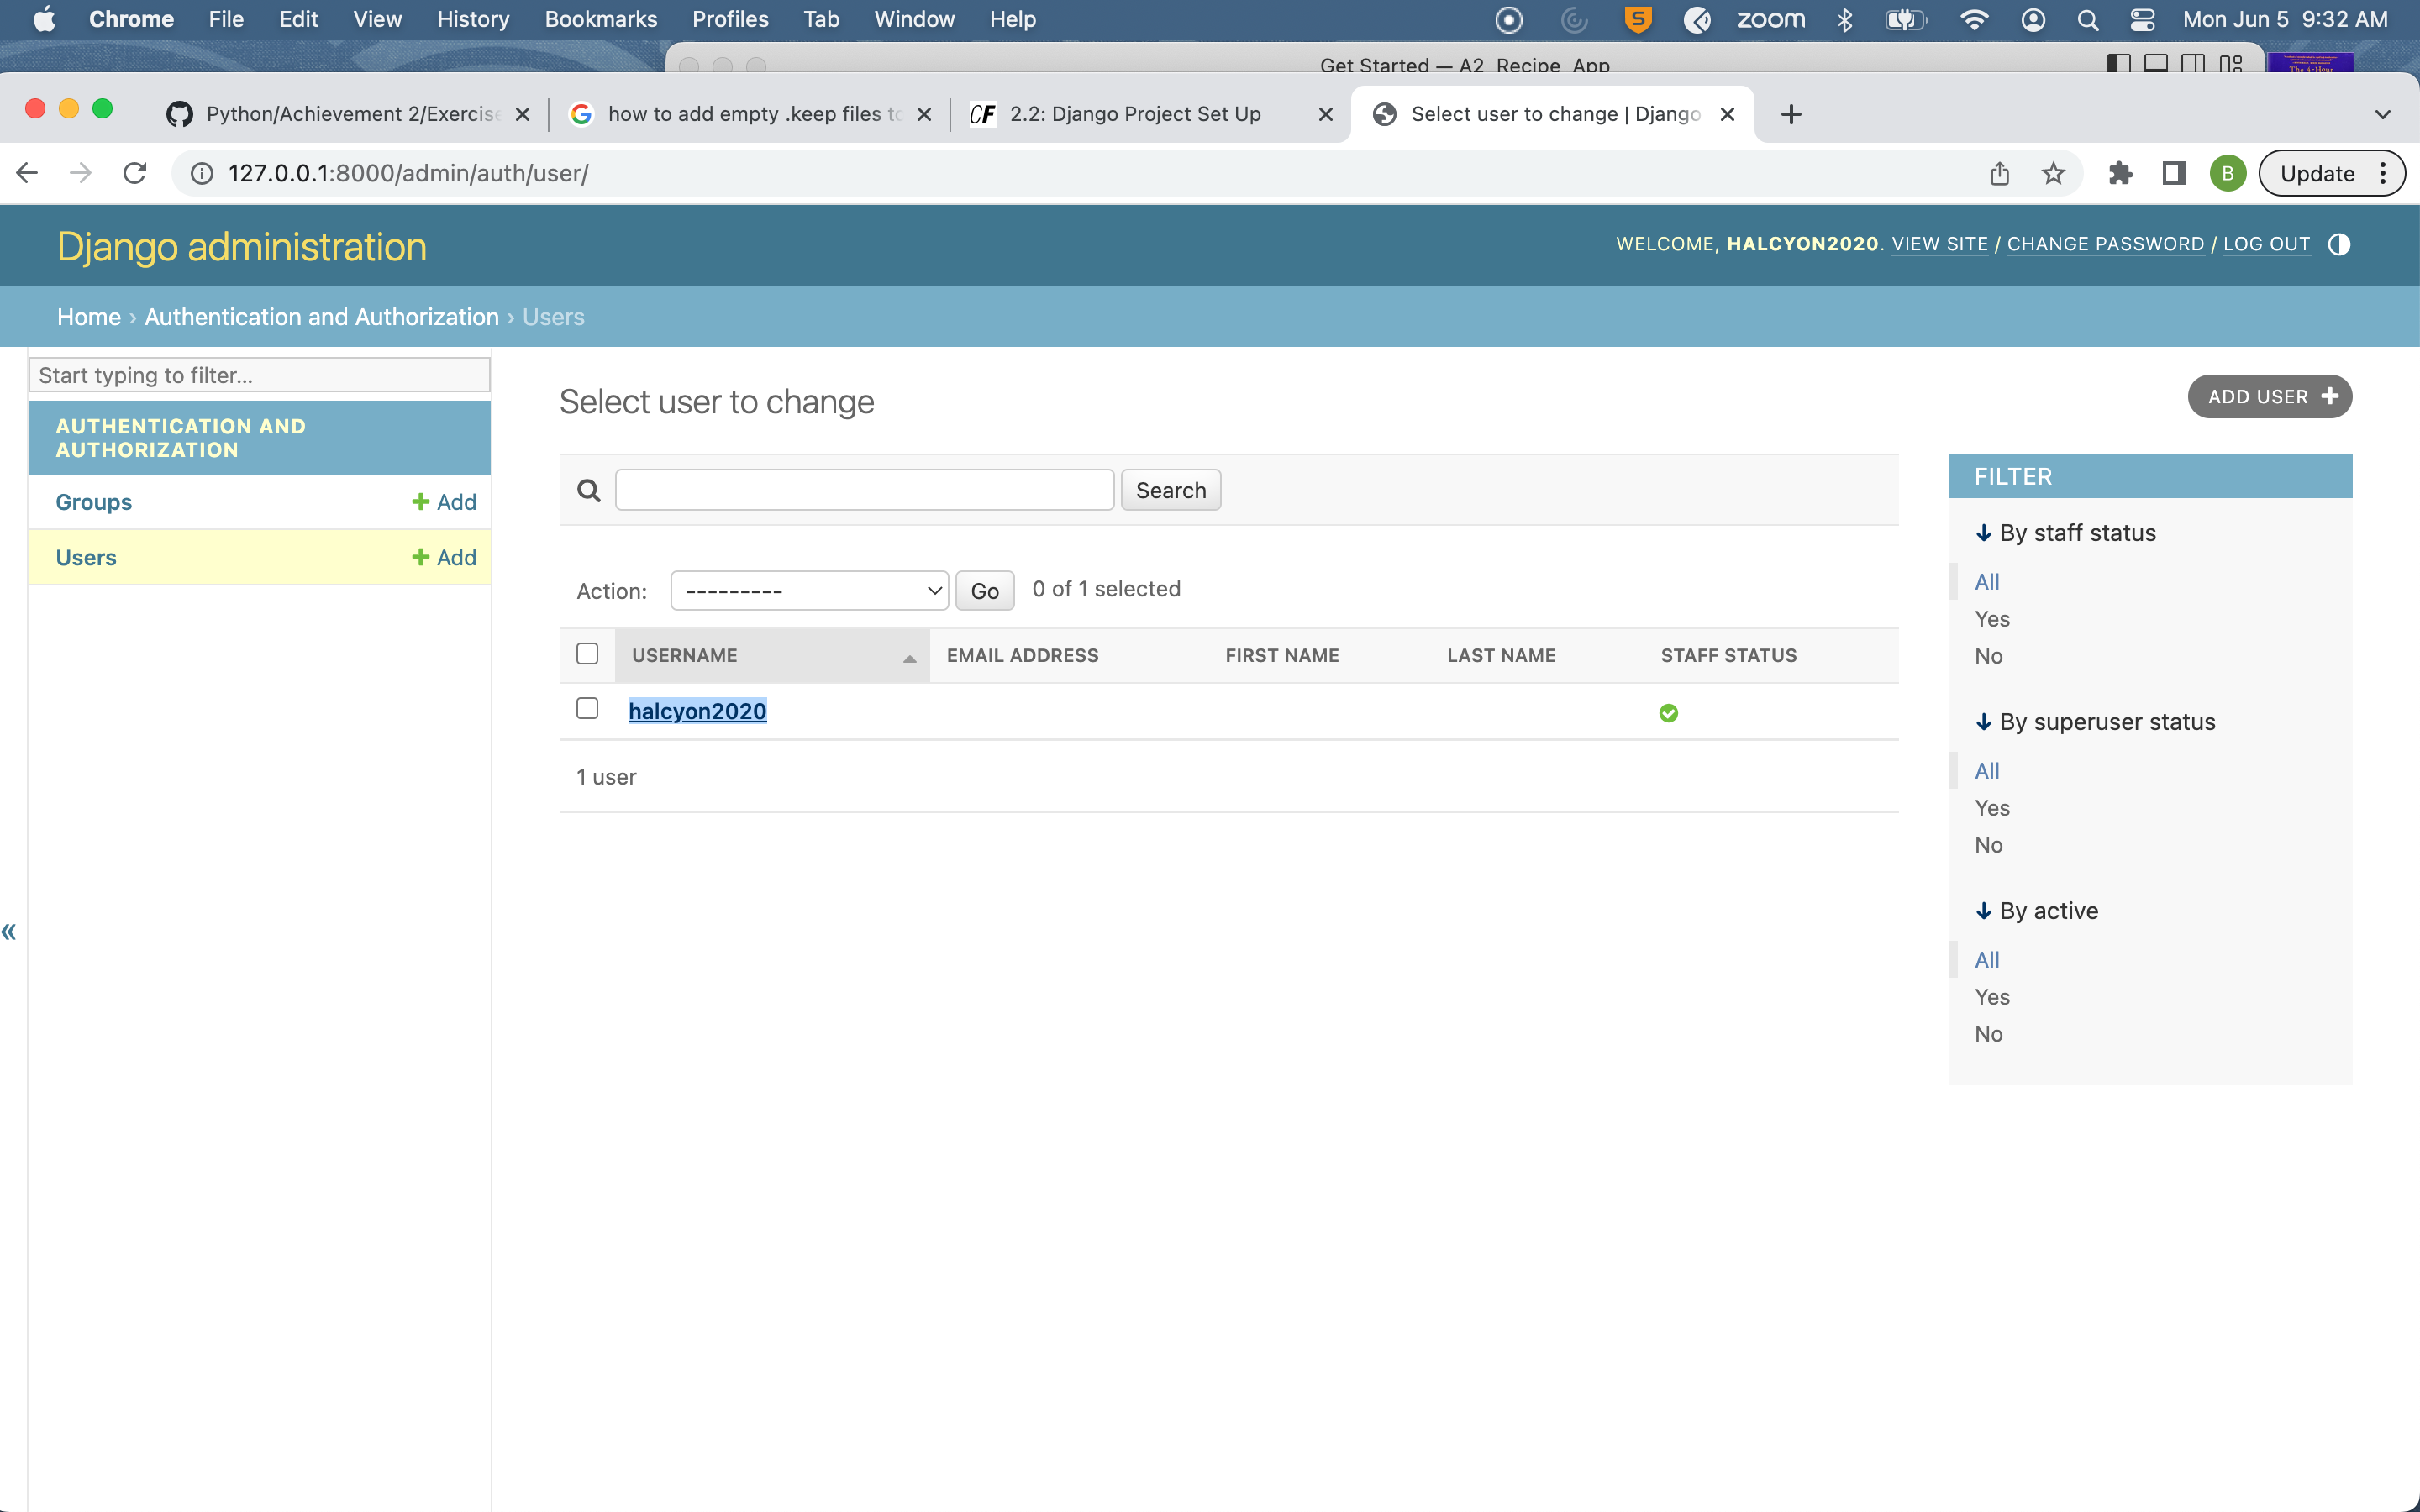 Chrome File Edit View History Bookmarks Profiles Tab Window Help zoom Mon Jun 5 9:32 AM
Get Started — A2_Recipe_App
The 4-Hour
Python/Achievement 2/Exercise how to add empty .keep files to CF 2.2: Django Project Set Up Select user to change | Django
127.0.0.1:8000/admin/auth/user/ B Update
Django administration
WELCOME, HALCYON2020. VIEW SITE / CHANGE PASSWORD / LOG OUT
Home › Authentication and Authorization › Users
Start typing to filter...
AUTHENTICATION AND
AUTHORIZATION
Groups + Add
Users + Add
«
Select user to change
ADD USER +
Search
Action: --------- Go 0 of 1 selected
USERNAME EMAIL ADDRESS FIRST NAME LAST NAME STAFF STATUS
halcyon2020
1 user
FILTER
↓ By staff status
All
Yes
No
↓ By superuser status
All
Yes
No
↓ By active
All
Yes
No